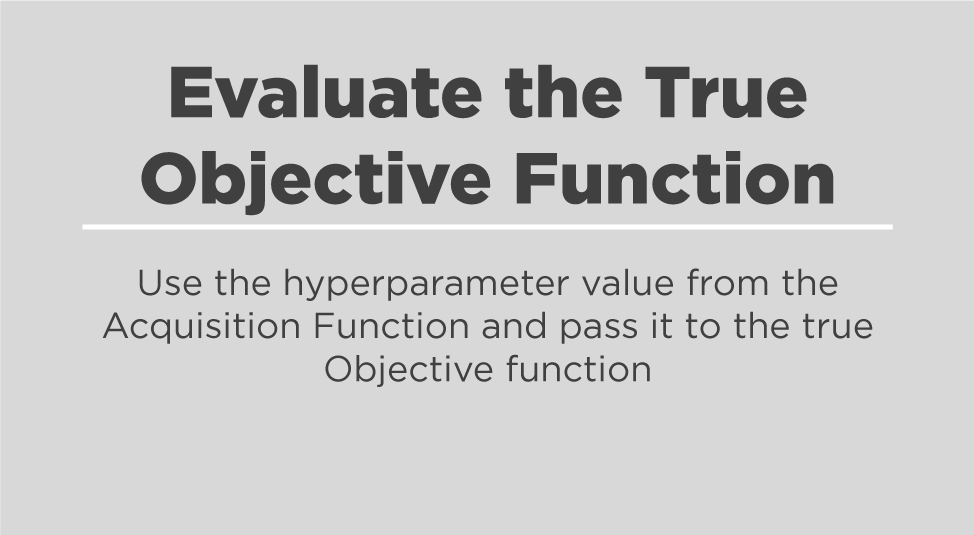 Evaluate the True
Objective Function
Use the hyperparameter value from the
Acquisition Function and pass it to the true
Objective function